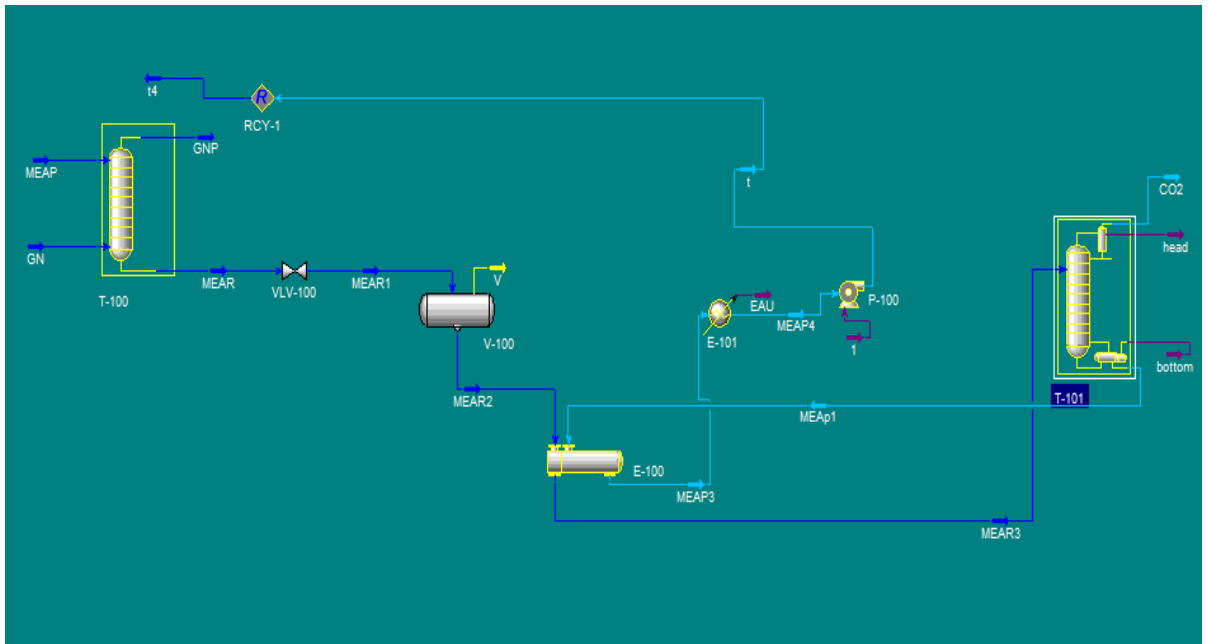 t4
R
RCY-1
GNP
MEAP
t
CO2
GN
head
MEAR
MEAR1
V
T-100
VLV-100
EAU
P-100
MEAP4
E-101
1
V-100
bottom
MEAR2
T-101
MEAp1
E-100
MEAP3
MEAR3